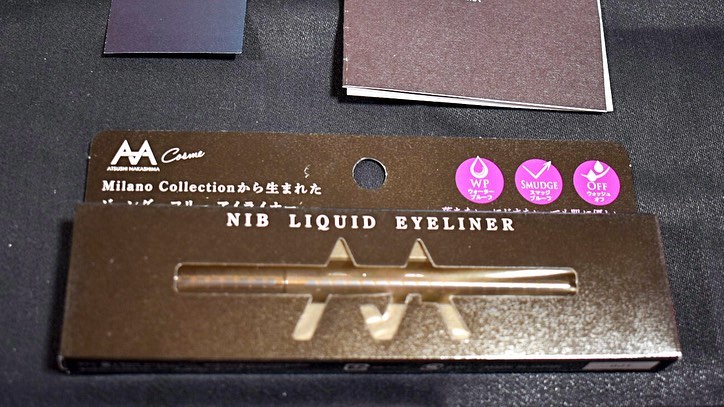 Cosme
ATSUSHI NAKASHIMA
Milano Collectionから生まれた
WP
ウォーター
プルーフ
SMUDGE
スマッジ
プルーフ
OFF
ウォッシュ
オフ
NIB LIQUID EYELINER